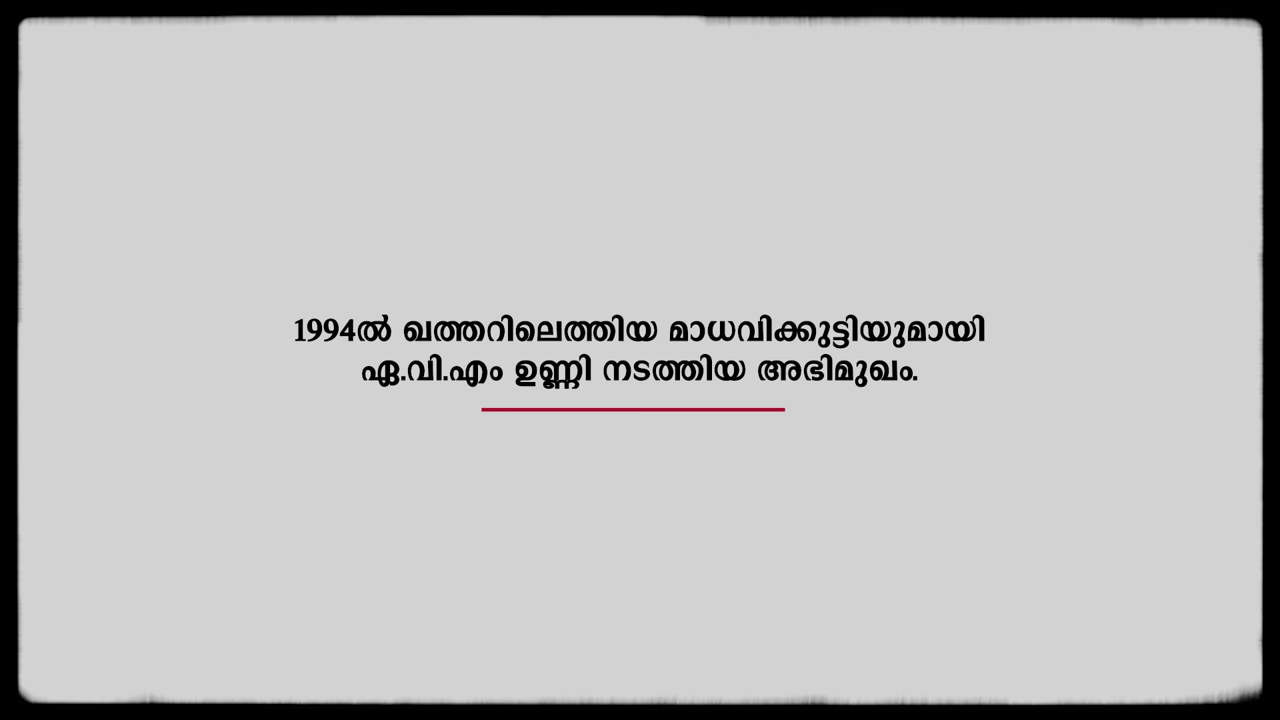 1994ൽ ഖത്തറിലെത്തിയ മാധവിക്കുട്ടിയുമായി
ഏ.വി.എം ഉണ്ണി നടത്തിയ അഭിമുഖം.